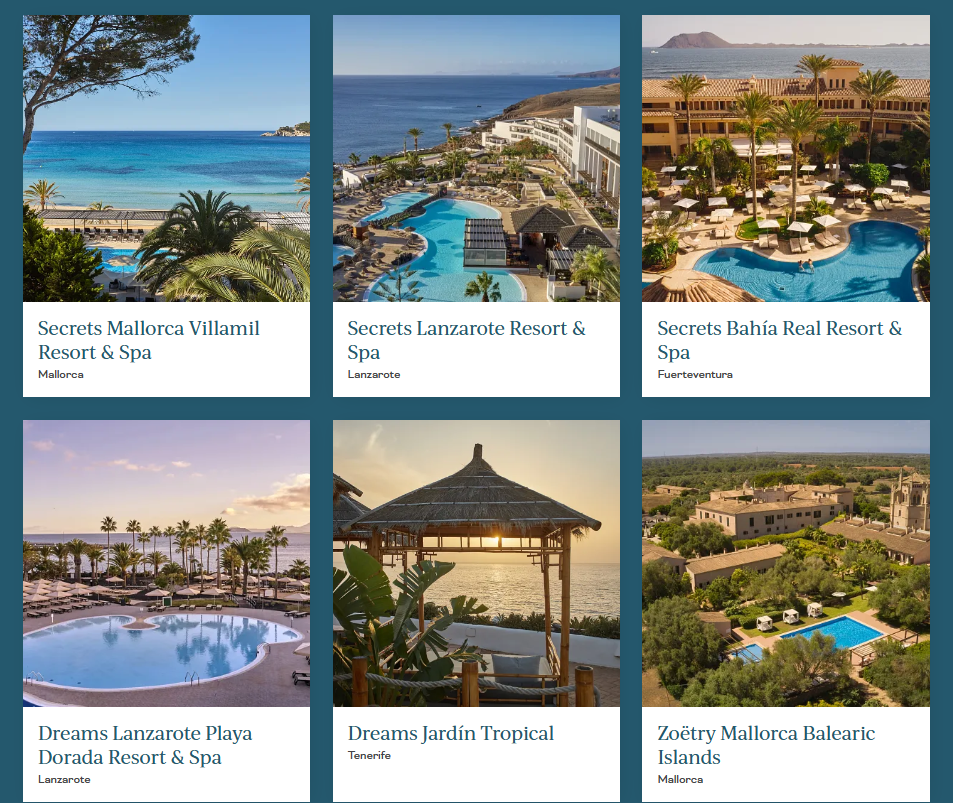 Secrets Mallorca Villamil
Resort & Spa
Mallorca
Secrets Lanzarote Resort &
Spa
Lanzarote
Secrets Bahía Real Resort &
Spa
Fuerteventura
Dreams Lanzarote Playa
Dorada Resort & Spa
Lanzarote
Dreams Jardín Tropical
Tenerife
Zoëtry Mallorca Balearic
Islands
Mallorca